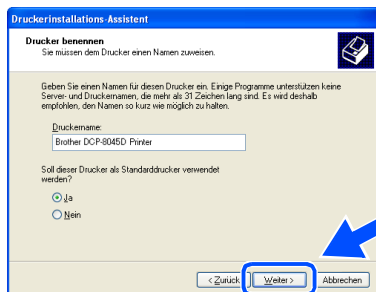 Druckerinstallations-Assistent
Drucker benennen
Sie müssen dem Drucker einen Namen zuweisen.
Geben Sie einen Namen für diesen Drucker ein. Einige Programme unterstützen keine
Server- und Druckernamen, die mehr als 31 Zeichen lang sind. Es wird deshalb
empfohlen, den Namen so kurz wie möglich zu halten.
Druckername:
Brother DCP-8045D Printer
Soll dieser Drucker als Standarddrucker verwendet
werden?
Ja
Nein
< Zurück Weiter > Abbrechen